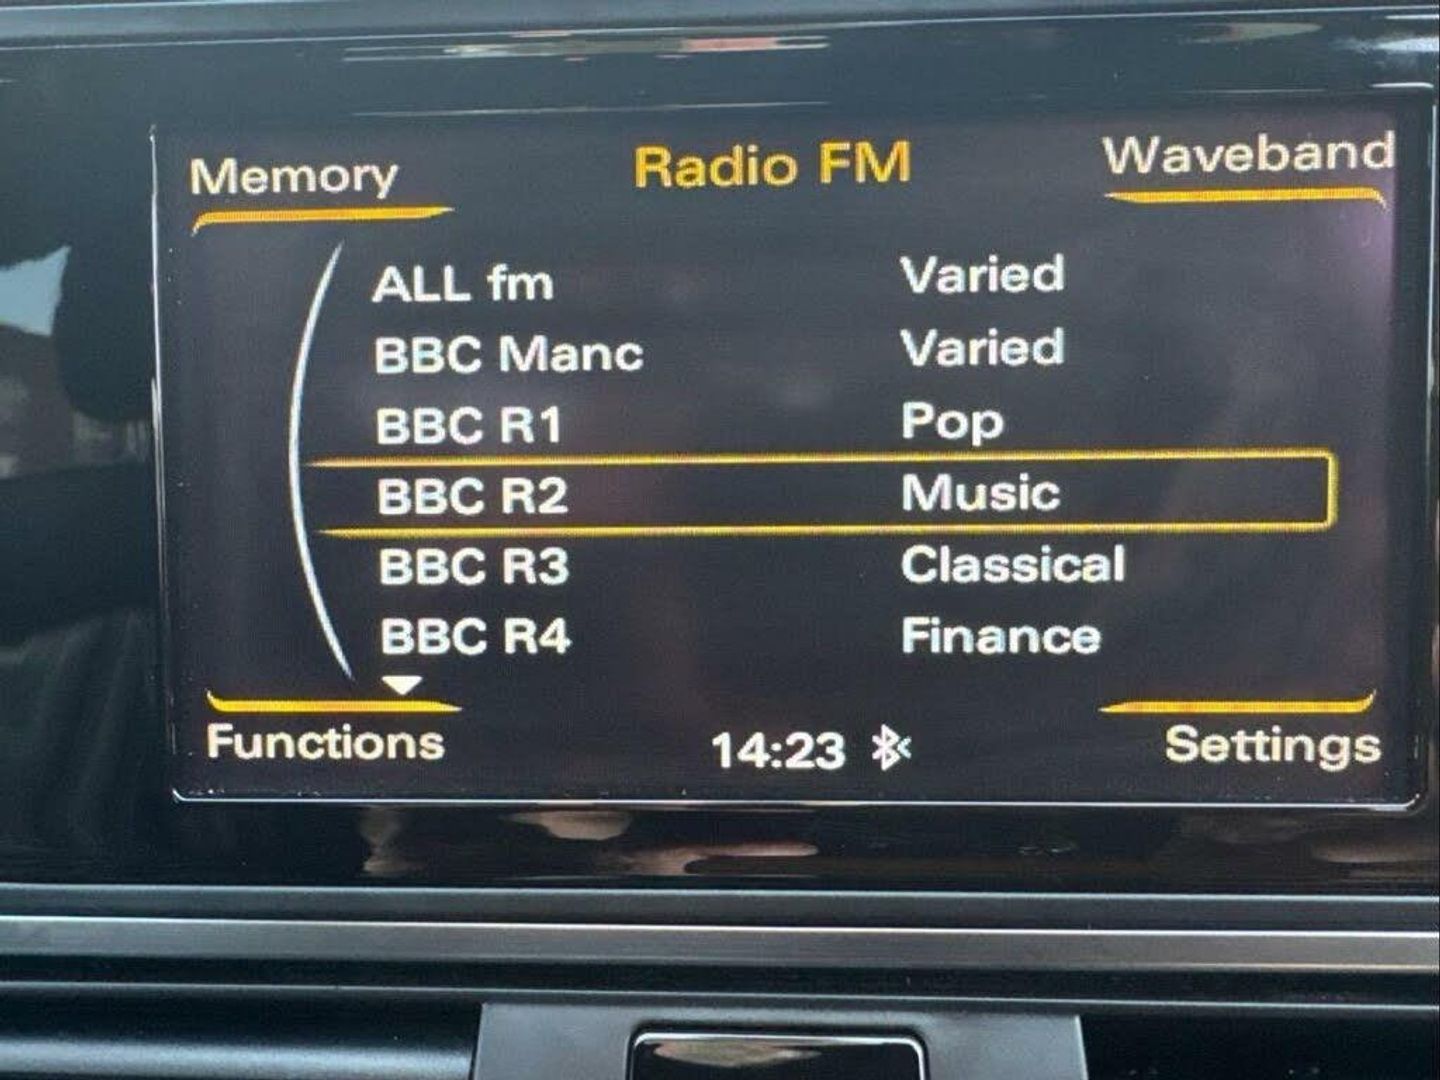 Memory Radio FM Waveband
ALL fm Varied
BBC Manc Varied
BBC R1 Pop
BBC R2 Music
BBC R3 Classical
BBC R4 Finance
Functions 14:23 Settings